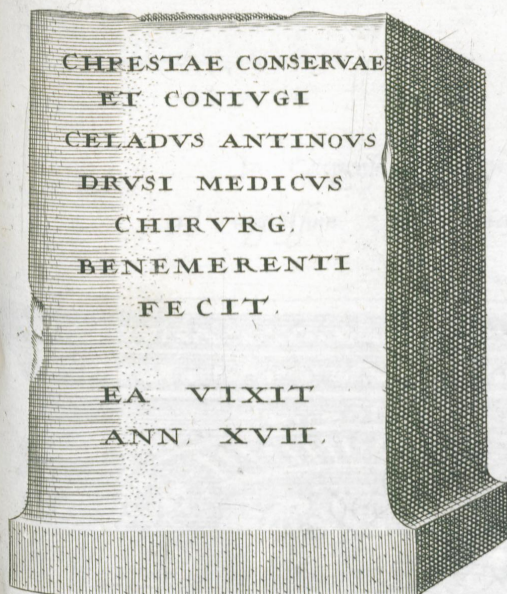 CHRESTAE CONSERVAE
ET CONIVGI
CELADVS ANTINOVS
DRVSI MEDICVS
CHIRVRG.
BENEMERENTI
FECIT.
EA VIXIT
ANN. XVII.